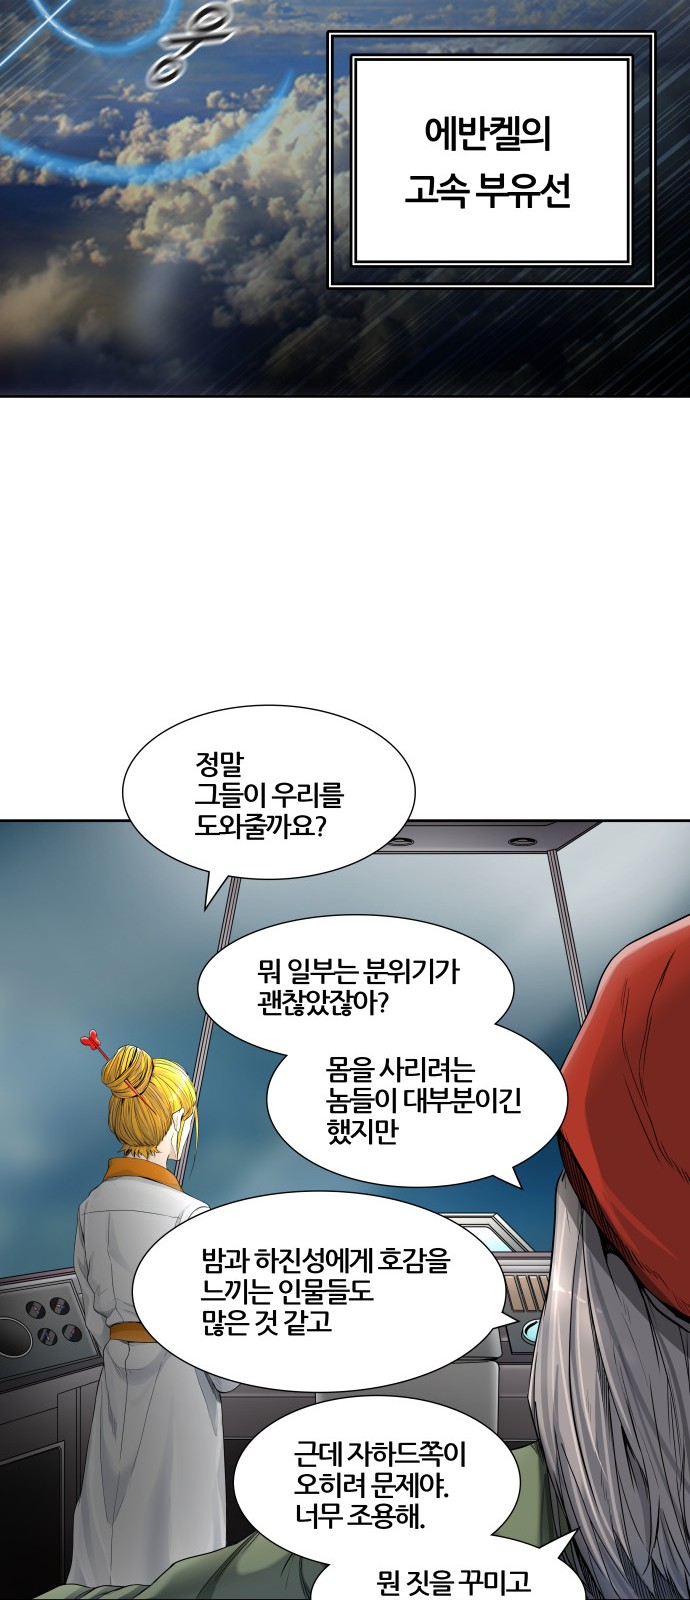 에반켈의
고속 부유선
정말
그들이 우리를
도와줄까요?
뭐 일부는 분위기가
괜찮았잖아?
몸을 사리려는
놈들이 대부분이긴
했지만
밤과 하진성에게 호감을
느끼는 인물들도
많은 것 같고
근데 자하드쪽이
오히려 문제야.
너무 조용해.
뭔 짓을 꾸미고